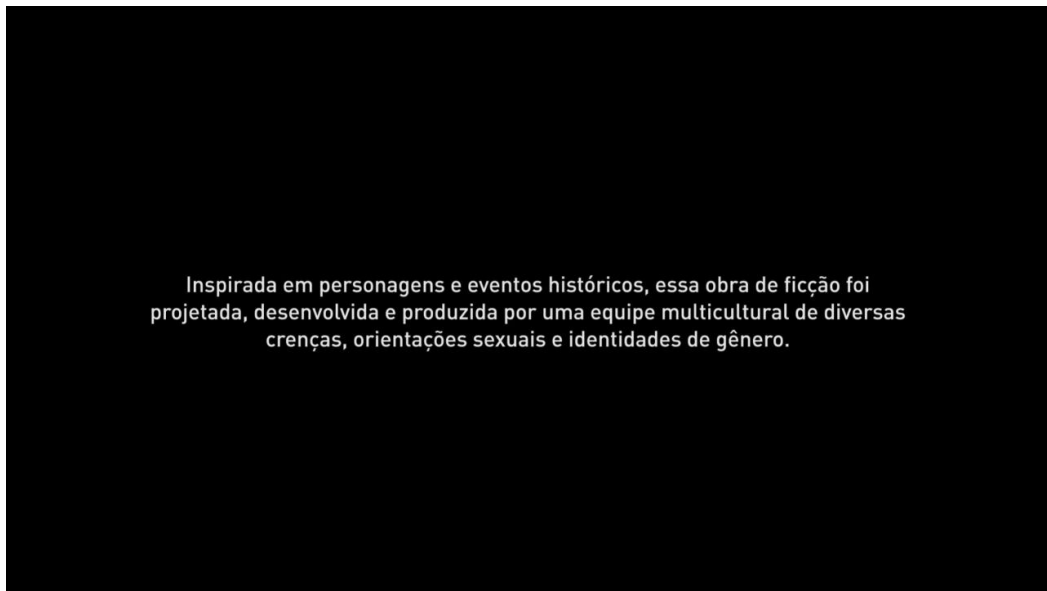 Inspirada em personagens e eventos históricos, essa obra de ficção foi
projetada, desenvolvida e produzida por uma equipe multicultural de diversas
crenças, orientações sexuais e identidades de gênero.